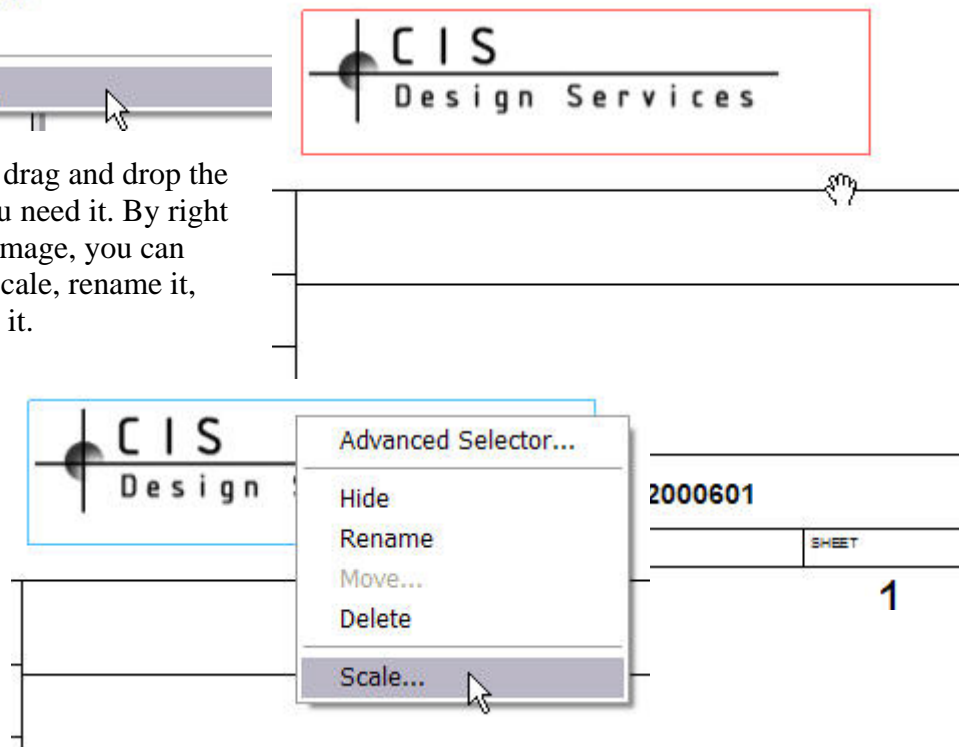 C I S
Design Services
drag and drop the
u need it. By right
mage, you can
cale, rename it,
it.
C I S
Design
Advanced Selector...
Hide
Rename
Move...
Delete
Scale...
2000601
SHEET
1